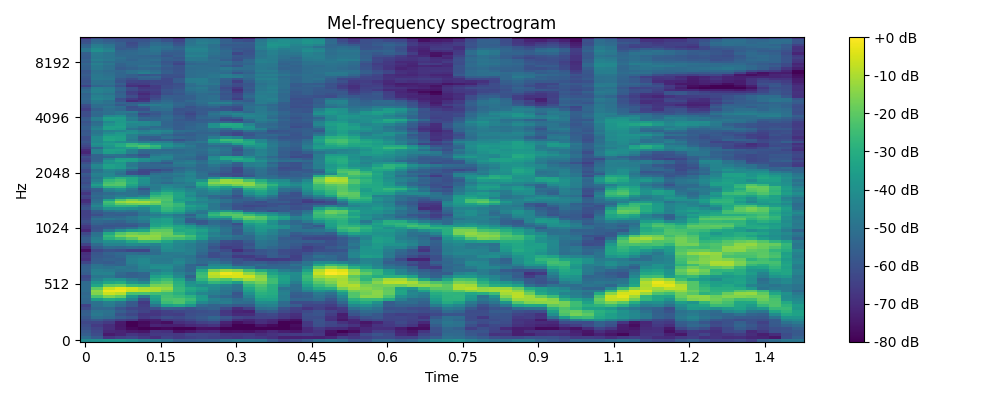 Mel-frequency spectrogram
Hz
8192
4096
2048
1024
512
0
0 0.15 0.3 0.45 0.6 0.75 0.9 1.1 1.2 1.4
Time
+0 dB
-10 dB
-20 dB
-30 dB
-40 dB
-50 dB
-60 dB
-70 dB
-80 dB